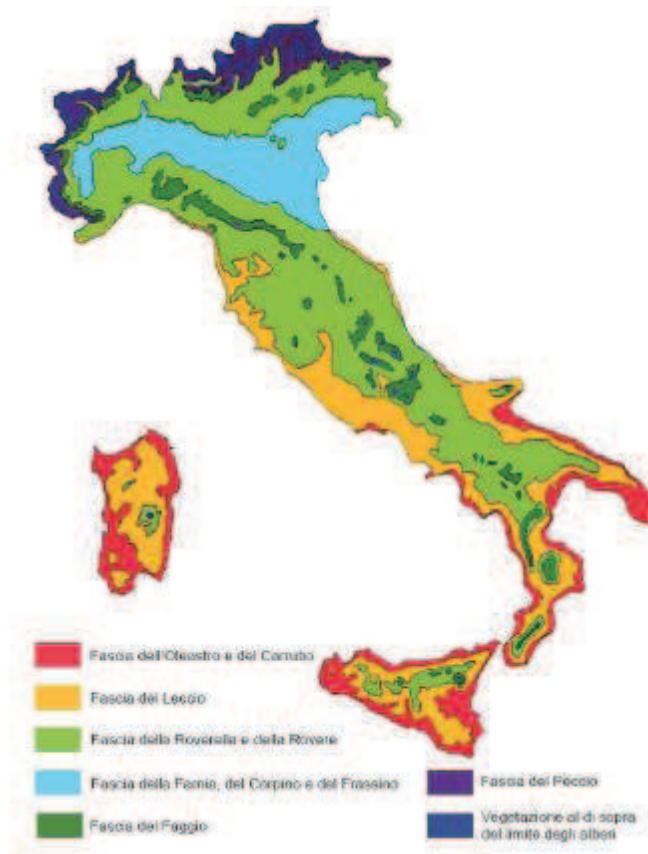 Fascia dell'Oleastro e del Carrubo
Fascia del Leccio
Fascia della Roverella e della Rovere
Fascia della Farnia, del Carpino e del Frassino
Fascia del Faggio
Fascia del Peccio
Vegetazione al di sopra
del limite degli alberi